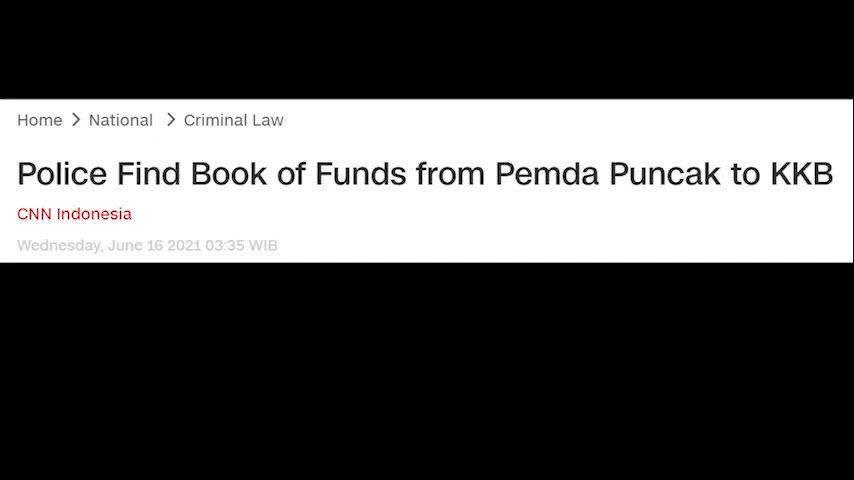 Home > National > Criminal Law
Police Find Book of Funds from Pemda Puncak to KKB
CNN Indonesia
Wednesday, June 16 2021 03:35 WIB